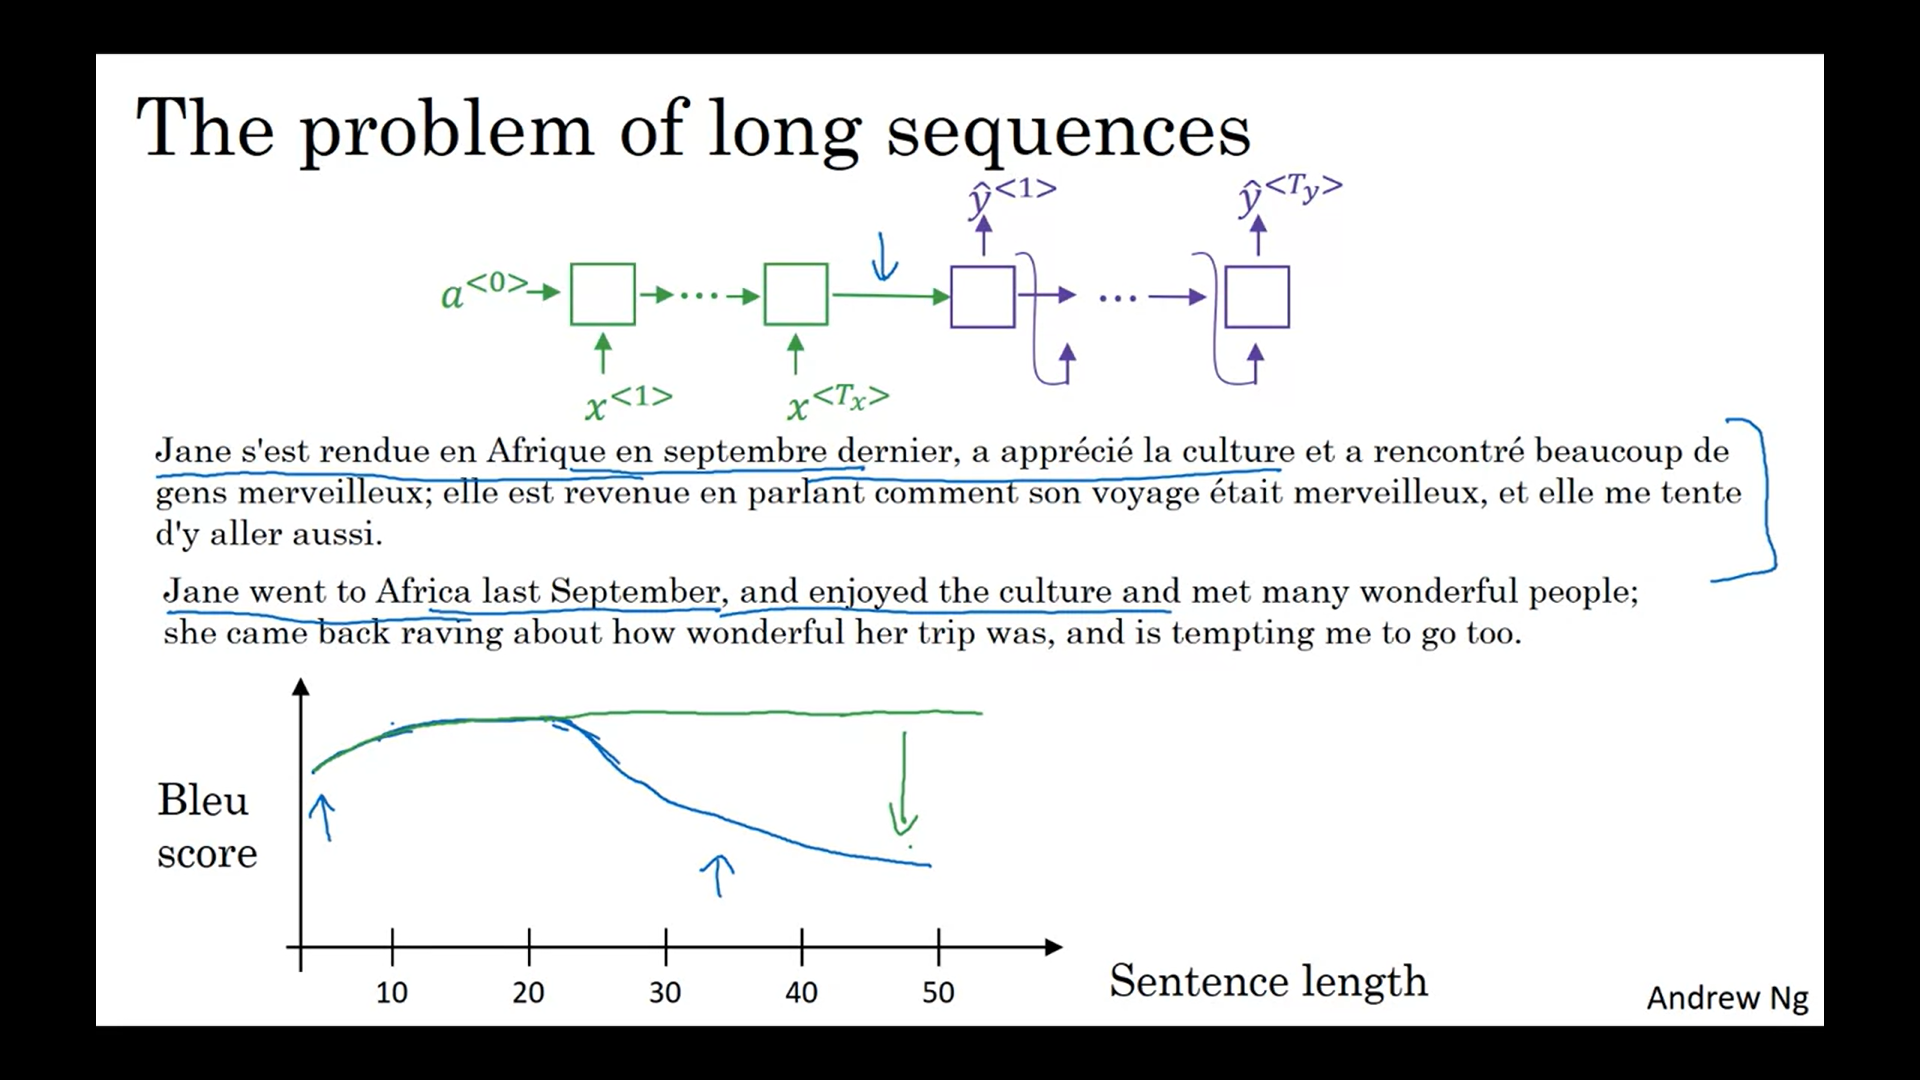 The problem of long sequences
ŷ<1> ŷ<Ty>
a<0>
x<1> x<Tx>
Jane s'est rendue en Afrique en septembre dernier, a apprécié la culture et a rencontré beaucoup de
gens merveilleux; elle est revenue en parlant comment son voyage était merveilleux, et elle me tente
d'y aller aussi.
Jane went to Africa last September, and enjoyed the culture and met many wonderful people;
she came back raving about how wonderful her trip was, and is tempting me to go too.
Bleu
score
10 20 30 40 50
Sentence length
Andrew Ng